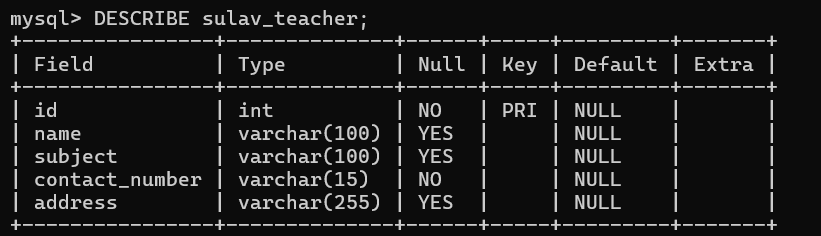 mysql> DESCRIBE sulav_teacher;
+----------------+--------------+------+-----+---------+-------+
| Field          | Type         | Null | Key | Default | Extra |
+----------------+--------------+------+-----+---------+-------+
| id             | int          | NO   | PRI | NULL    |       |
| name           | varchar(100) | YES  |     | NULL    |       |
| subject        | varchar(100) | YES  |     | NULL    |       |
| contact_number | varchar(15)  | NO   |     | NULL    |       |
| address        | varchar(255) | YES  |     | NULL    |       |
+----------------+--------------+------+-----+---------+-------+